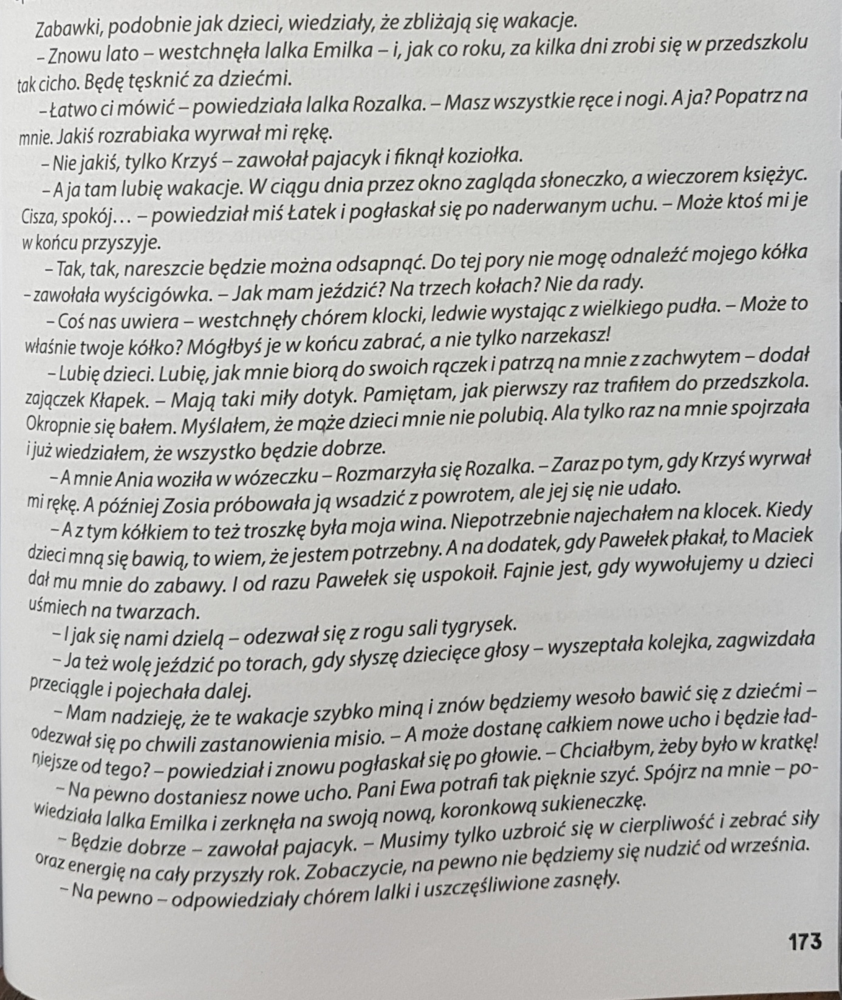 Zabawki, podobnie jak dzieci, wiedziały, że zbliżają się wakacje.
– Znowu lato – westchnęła lalka Emilka – i, jak co roku, za kilka dni zrobi się w przedszkolu
tak cicho. Będę tęsknić za dziećmi.
– Łatwo ci mówić – powiedziała lalka Rozalka. – Masz wszystkie ręce i nogi. A ja? Popatrz na
mnie. Jakiś rozrabiaka wyrwał mi rękę.
– Nie jakiś, tylko Krzyś – zawołał pajacyk i fiknął koziołka.
– A ja tam lubię wakacje. W ciągu dnia przez okno zagląda słoneczko, a wieczorem księżyc.
Cisza, spokój… – powiedział miś Łatek i pogłaskał się po naderwanym uchu. – Może ktoś mi je
w końcu przyszyje.
– Tak, tak, nareszcie będzie można odsapnąć. Do tej pory nie mogę odnaleźć mojego kółka
– zawołała wyścigówka. – Jak mam jeździć? Na trzech kołach? Nie da rady.
– Coś nas uwiera – westchnęły chórem klocki, ledwie wystając z wielkiego pudła. – Może to
właśnie twoje kółko? Mógłbyś je w końcu zabrać, a nie tylko narzekasz!
– Lubię dzieci. Lubię, jak mnie biorą do swoich rączek i patrzą na mnie z zachwytem – dodał
zajączek Kłapek. – Mają taki miły dotyk. Pamiętam, jak pierwszy raz trafiłem do przedszkola.
Okropnie się bałem. Myślałem, że może dzieci mnie nie polubią. Ala tylko raz na mnie spojrzała
i już wiedziałem, że wszystko będzie dobrze.
– A mnie Ania woziła w wózeczku – Rozmarzyła się Rozalka. – Zaraz po tym, gdy Krzyś wyrwał
mi rękę. A później Zosia próbowała ją wsadzić z powrotem, ale jej się nie udało.
– A z tym kółkiem to też troszkę była moja wina. Niepotrzebnie najechałem na klocek. Kiedy
dzieci mną się bawią, to wiem, że jestem potrzebny. A na dodatek, gdy Pawełek płakał, to Maciek
dał mu mnie do zabawy. I od razu Pawełek się uspokoił. Fajnie jest, gdy wywołujemy u dzieci
uśmiech na twarzach.
– I jak się nami dzielą – odezwał się z rogu sali tygrysek.
– Ja też wolę jeździć po torach, gdy słyszę dziecięce głosy – wyszeptała kolejka, zagwizdała
przeciągle i pojechała dalej.
– Mam nadzieję, że te wakacje szybko miną i znów będziemy wesoło bawić się z dziećmi –
odezwał się po chwili zastanowienia misio. – A może dostanę całkiem nowe ucho i będzie ład-
niejsze od tego? – powiedział i znowu pogłaskał się po głowie. – Chciałbym, żeby było w kratkę!
– Na pewno dostaniesz nowe ucho. Pani Ewa potrafi tak pięknie szyć. Spójrz na mnie – po-
wiedziała lalka Emilka i zerknęła na swoją nową, koronkową sukieneczkę.
– Będzie dobrze – zawołał pajacyk. – Musimy tylko uzbroić się w cierpliwość i zebrać siły
oraz energię na cały przyszły rok. Zobaczycie, na pewno nie będziemy się nudzić od września.
– Na pewno – odpowiedziały chórem lalki i uszczęśliwione zasnęły.
173